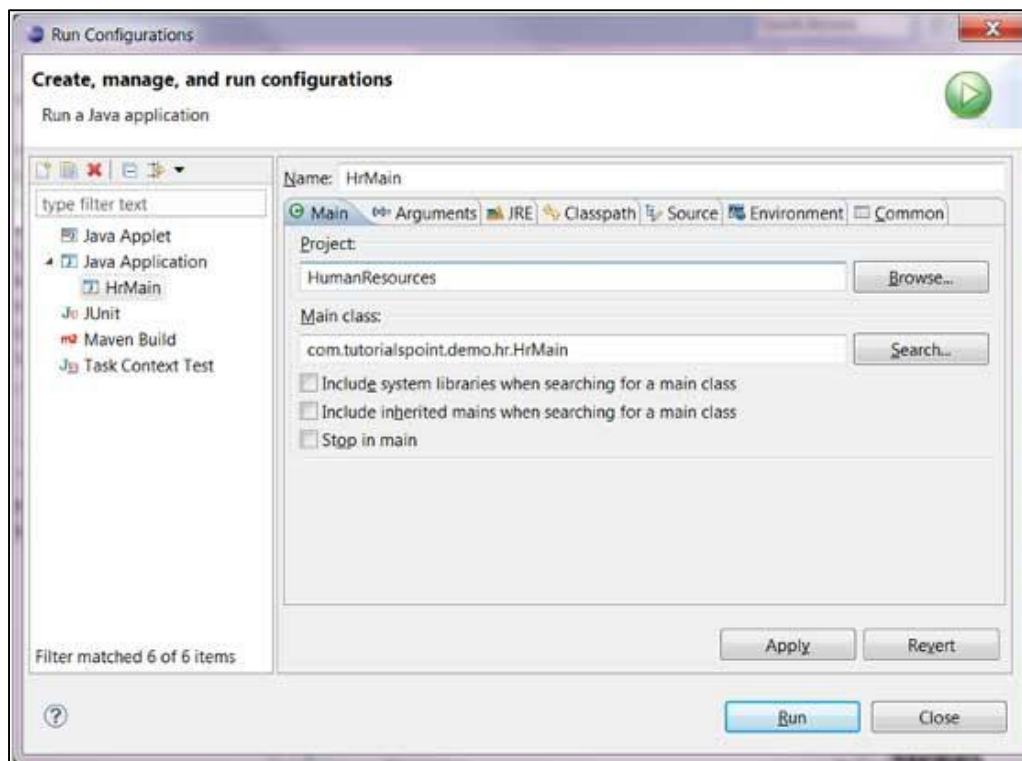 Run Configurations
Create, manage, and run configurations
Run a Java application
type filter text
Java Applet
Java Application
HrMain
JUnit
Maven Build
Task Context Test
Filter matched 6 of 6 items
Name: HrMain
Main Arguments JRE Classpath Source Environment Common
Project:
HumanResources Browse...
Main class:
com.tutorialspoint.demo.hr.HrMain Search...
Include system libraries when searching for a main class
Include inherited mains when searching for a main class
Stop in main
Apply Revert
Run Close